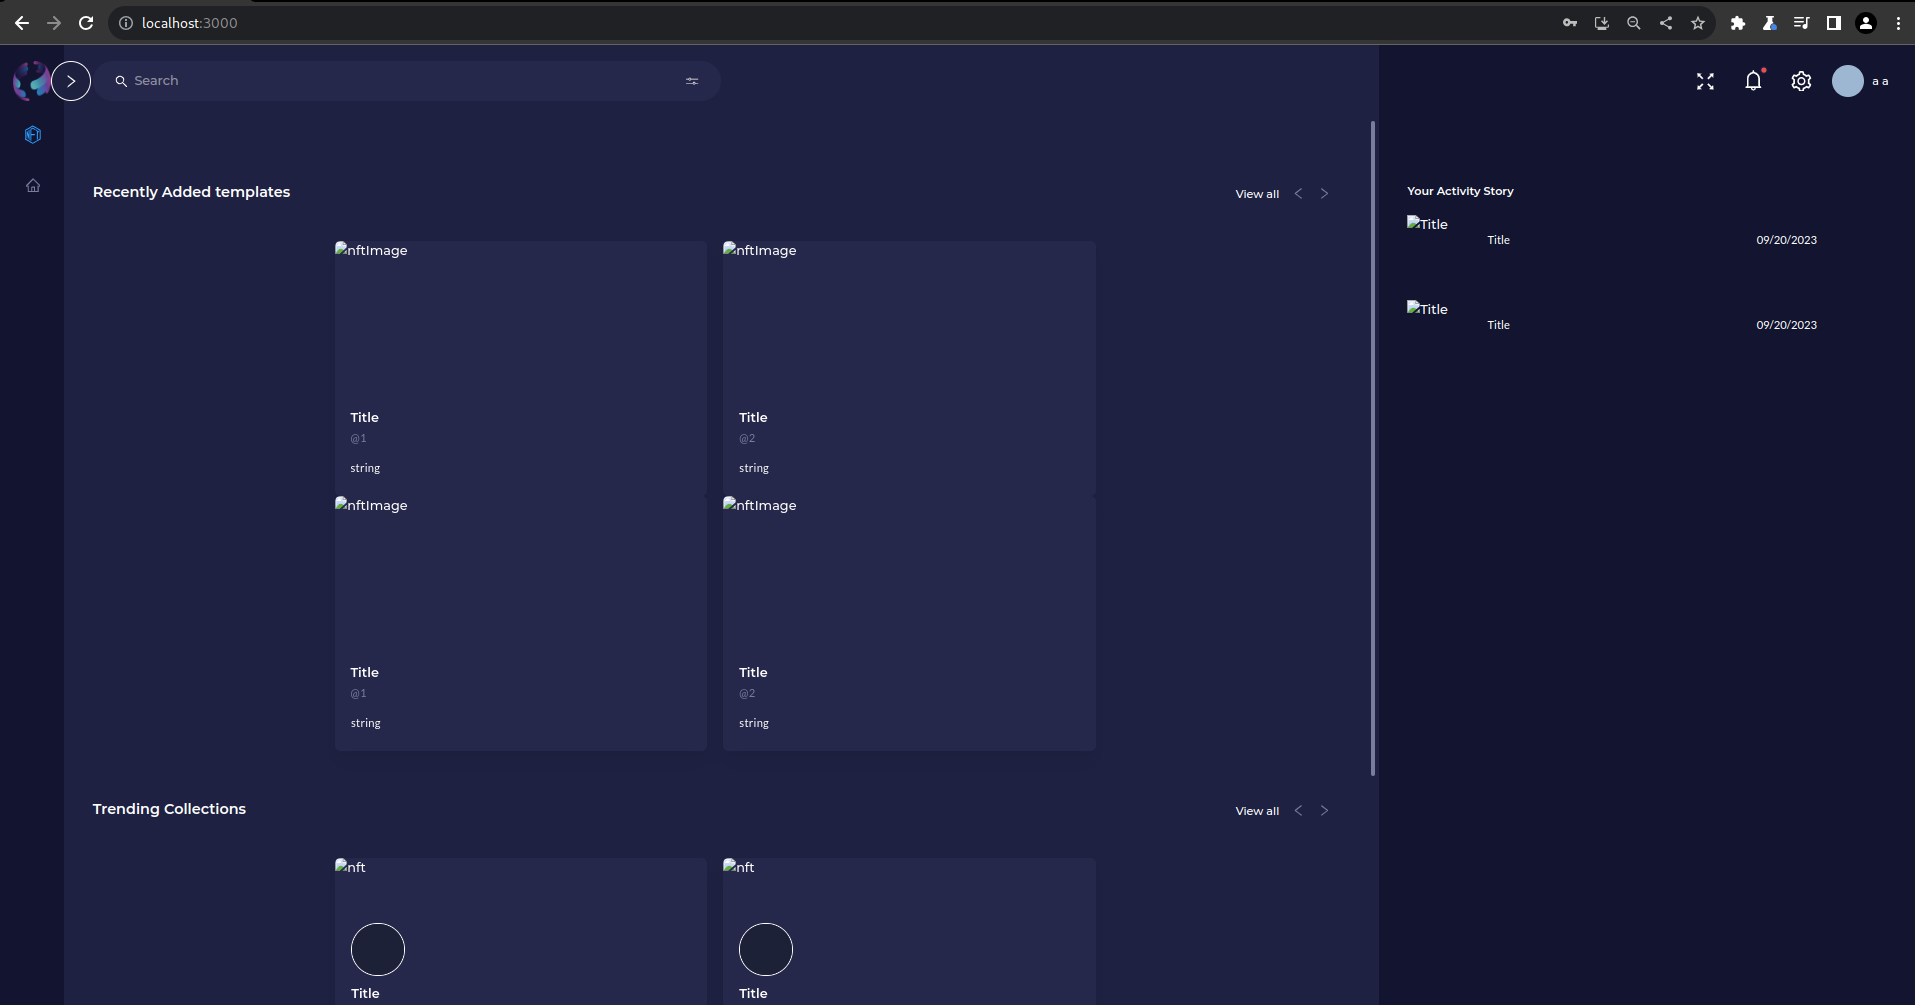 localhost:3000
Search
a a
Recently Added templates
View all
nftImage
nftImage
Title
Title
@1
@2
string
string
nftImage
nftImage
Title
Title
@1
@2
string
string
Trending Collections
View all
nft
nft
Title
Title
Your Activity Story
Title
Title
09/20/2023
Title
Title
09/20/2023